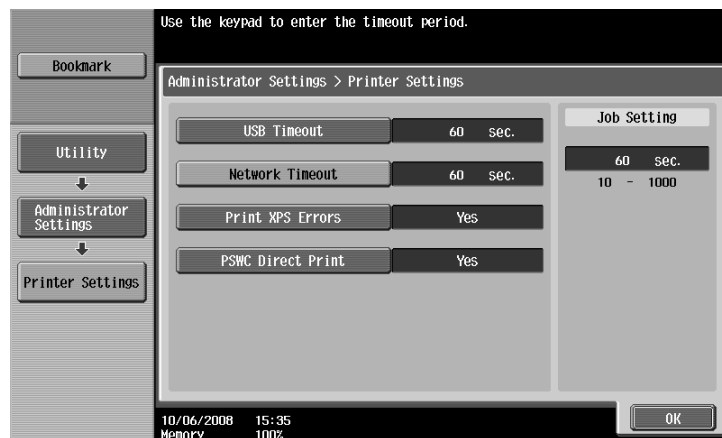 Use the keypad to enter the timeout period.
Bookmark
Administrator Settings > Printer Settings
Utility
Administrator
Settings
Printer Settings
USB Timeout 60 sec.
Network Timeout 60 sec.
Print XPS Errors Yes
PSWC Direct Print Yes
Job Setting
60 sec.
10 - 1000
10/06/2008 15:35
Memory 100%
OK